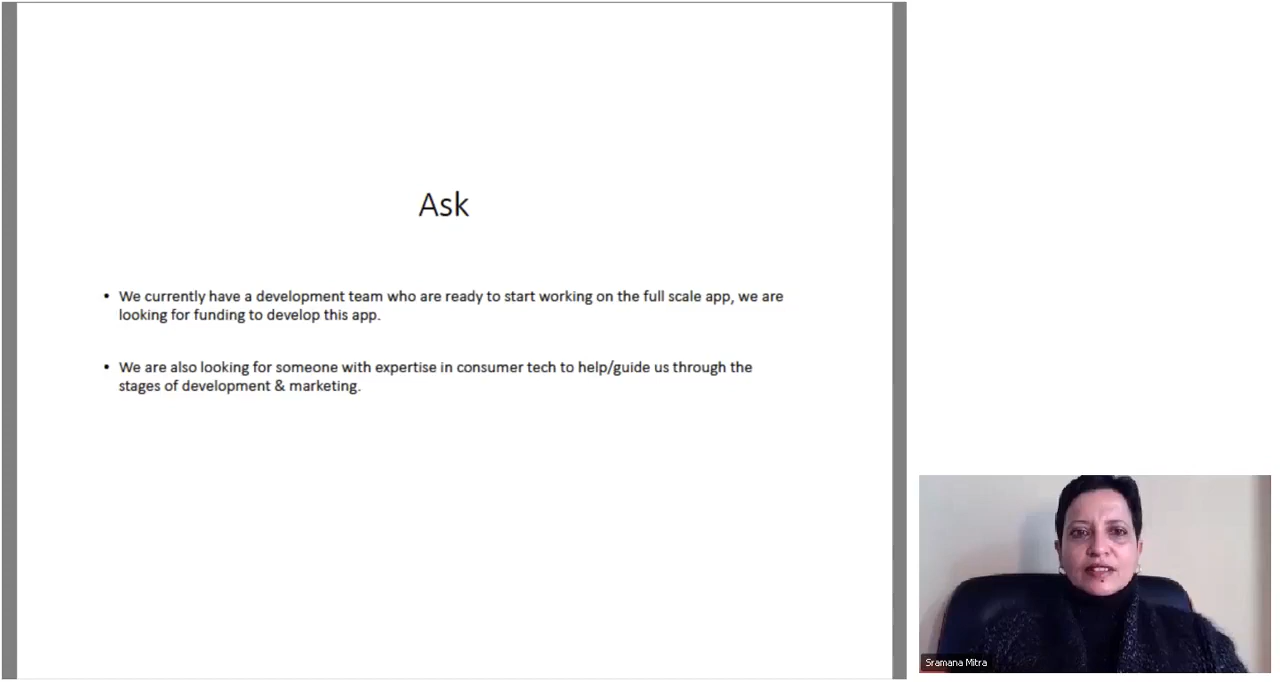 Ask
• We currently have a development team who are ready to start working on the full scale app, we are
looking for funding to develop this app.
• We are also looking for someone with expertise in consumer tech to help/guide us through the
stages of development & marketing.
Sramana Mitra